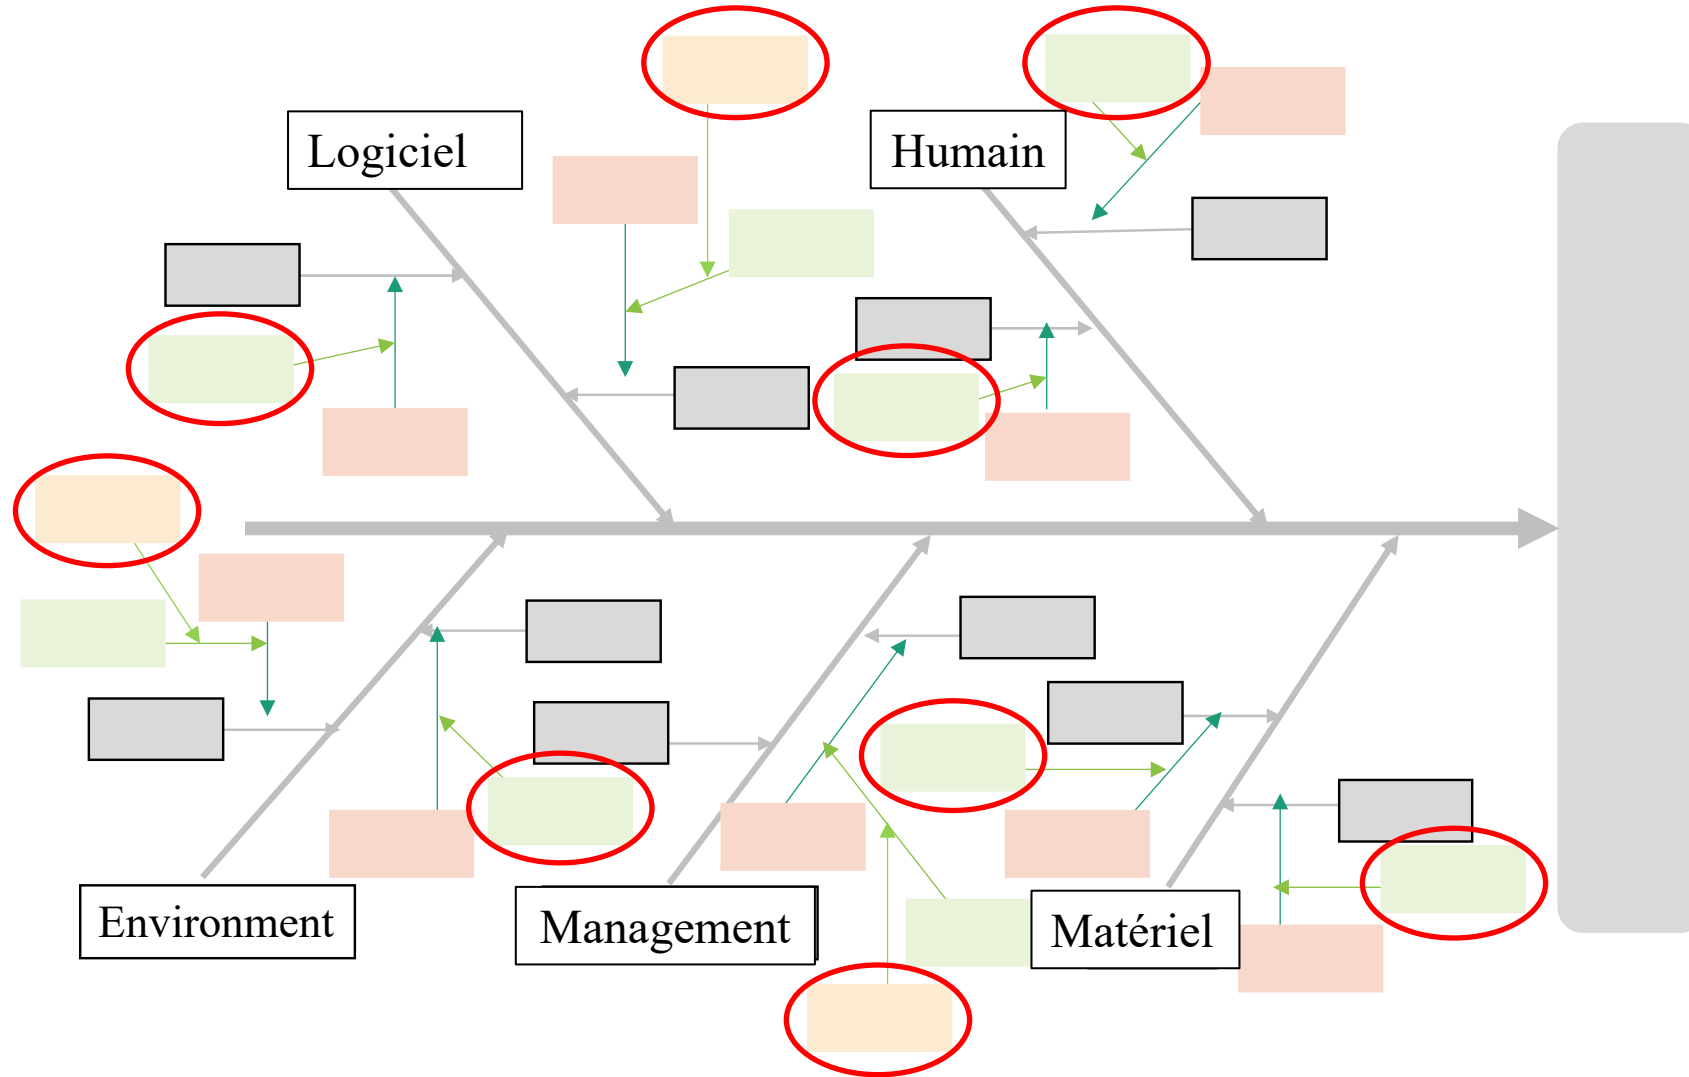 Logiciel
Humain
Environment
Management
Matériel